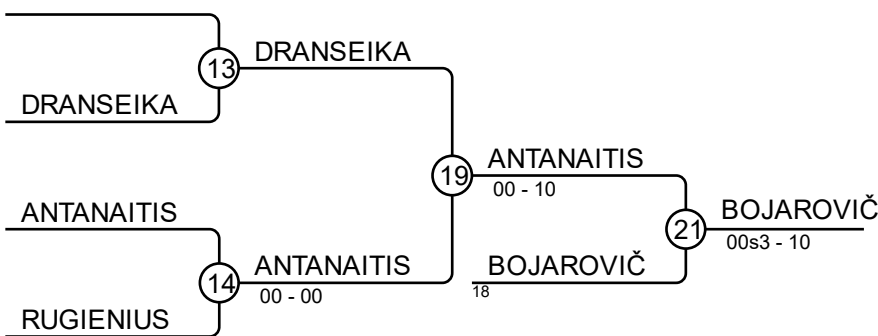 DRANSEIKA
13
DRANSEIKA
ANTANAITIS
19
00 - 10
ANTANAITIS
BOJAROVIČ
21
00s3 - 10
ANTANAITIS
14
00 - 00
BOJAROVIČ
18
RUGIENIUS